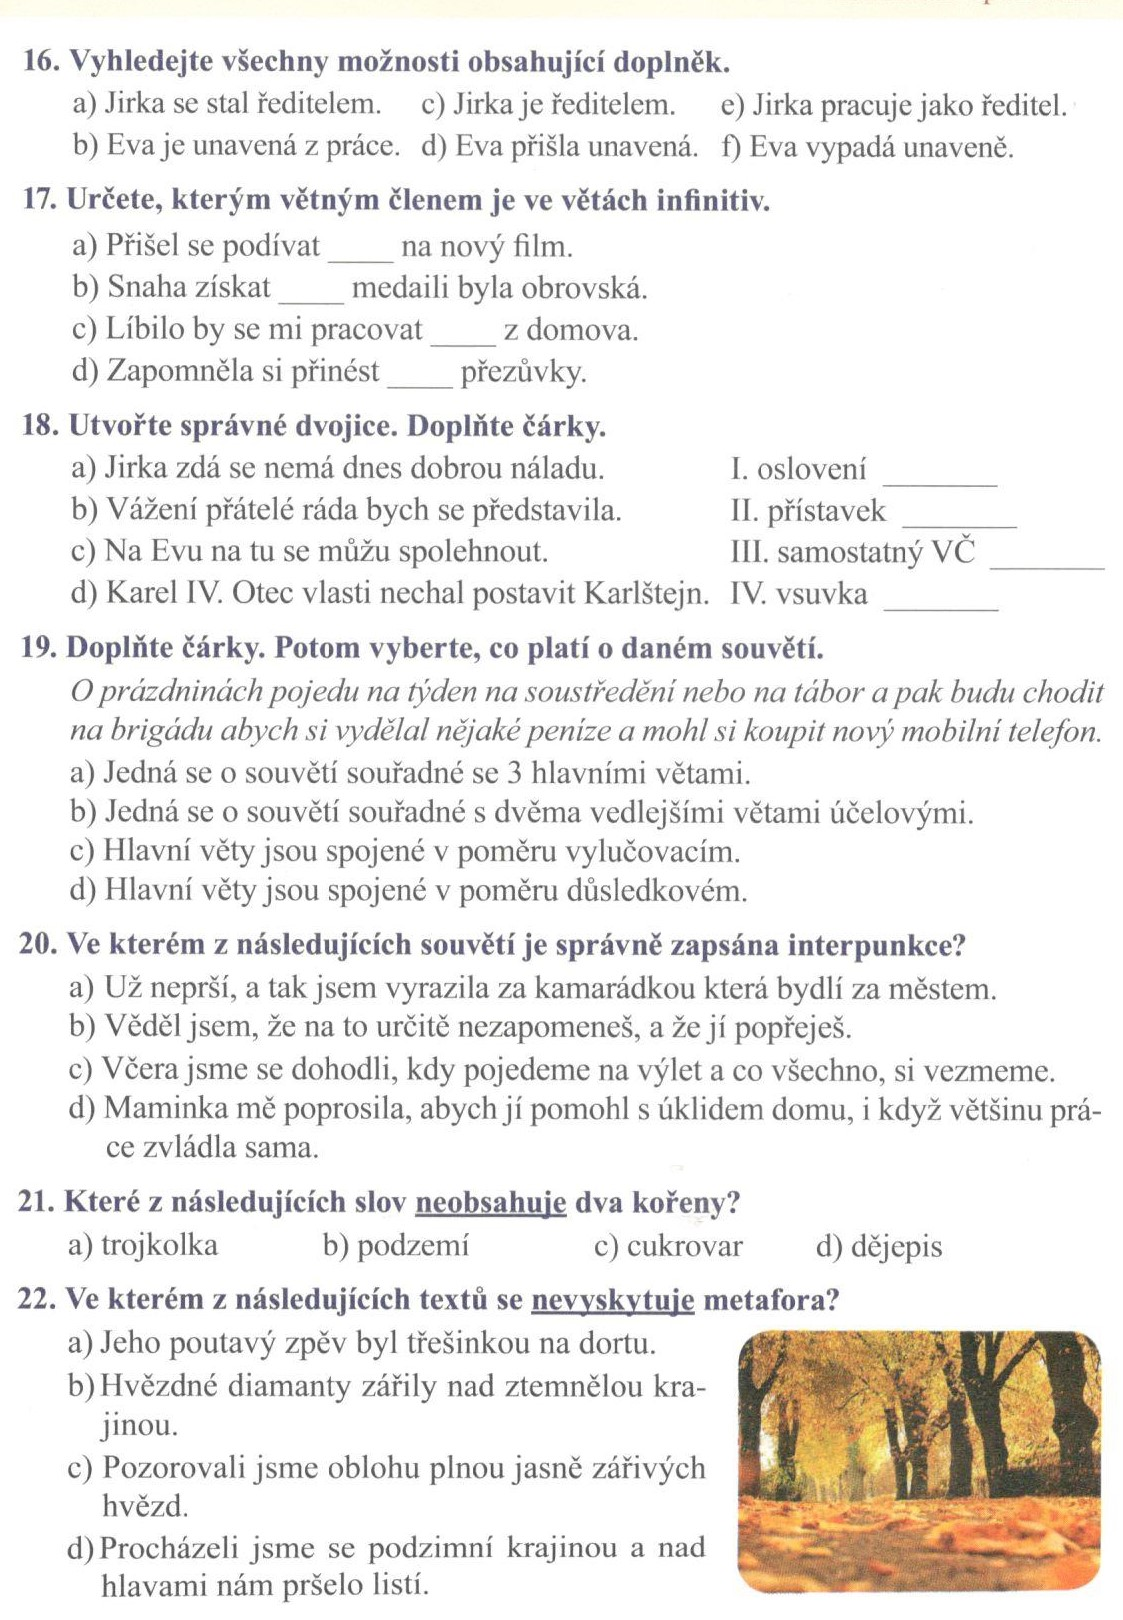 16. Vyhledejte všechny možnosti obsahující doplněk.
a) Jirka se stal ředitelem. c) Jirka je ředitelem. e) Jirka pracuje jako ředitel.
b) Eva je unavená z práce. d) Eva přišla unavená. f) Eva vypadá unaveně.
17. Určete, kterým větným členem je ve větách infinitiv.
a) Přišel se podívat _____ na nový film.
b) Snaha získat _____ medaili byla obrovská.
c) Líbilo by se mi pracovat _____ z domova.
d) Zapomněla si přinést _____ přezůvky.
18. Utvořte správné dvojice. Doplňte čárky.
a) Jirka zdá se nemá dnes dobrou náladu. I. oslovení ________
b) Vážení přátelé ráda bych se představila. II. přístavek ________
c) Na Evu na tu se můžu spolehnout. III. samostatný VČ ________
d) Karel IV. Otec vlasti nechal postavit Karlštejn. IV. vsuvka ________
19. Doplňte čárky. Potom vyberte, co platí o daném souvětí.
O prázdninách pojedu na týden na soustředění nebo na tábor a pak budu chodit
na brigádu abych si vydělal nějaké peníze a mohl si koupit nový mobilní telefon.
a) Jedná se o souvětí souřadné se 3 hlavními větami.
b) Jedná se o souvětí souřadné s dvěma vedlejšími větami účelovými.
c) Hlavní věty jsou spojené v poměru vylučovacím.
d) Hlavní věty jsou spojené v poměru důsledkovém.
20. Ve kterém z následujících souvětí je správně zapsána interpunkce?
a) Už neprší, a tak jsem vyrazila za kamarádkou která bydlí za městem.
b) Věděl jsem, že na to určitě nezapomeneš, a že jí popřeješ.
c) Včera jsme se dohodli, kdy pojedeme na výlet a co všechno, si vezmeme.
d) Maminka mě poprosila, abych jí pomohl s úklidem domu, i když většinu prá-
ce zvládla sama.
21. Které z následujících slov neobsahuje dva kořeny?
a) trojkolka b) podzemí c) cukrovar d) dějepis
22. Ve kterém z následujících textů se nevyskytuje metafora?
a) Jeho poutavý zpěv byl třešinkou na dortu.
b) Hvězdné diamanty zářily nad ztemnělou kra-
jinou.
c) Pozorovali jsme oblohu plnou jasně zářivých
hvězd.
d) Procházeli jsme se podzimní krajinou a nad
hlavami nám pršelo listí.